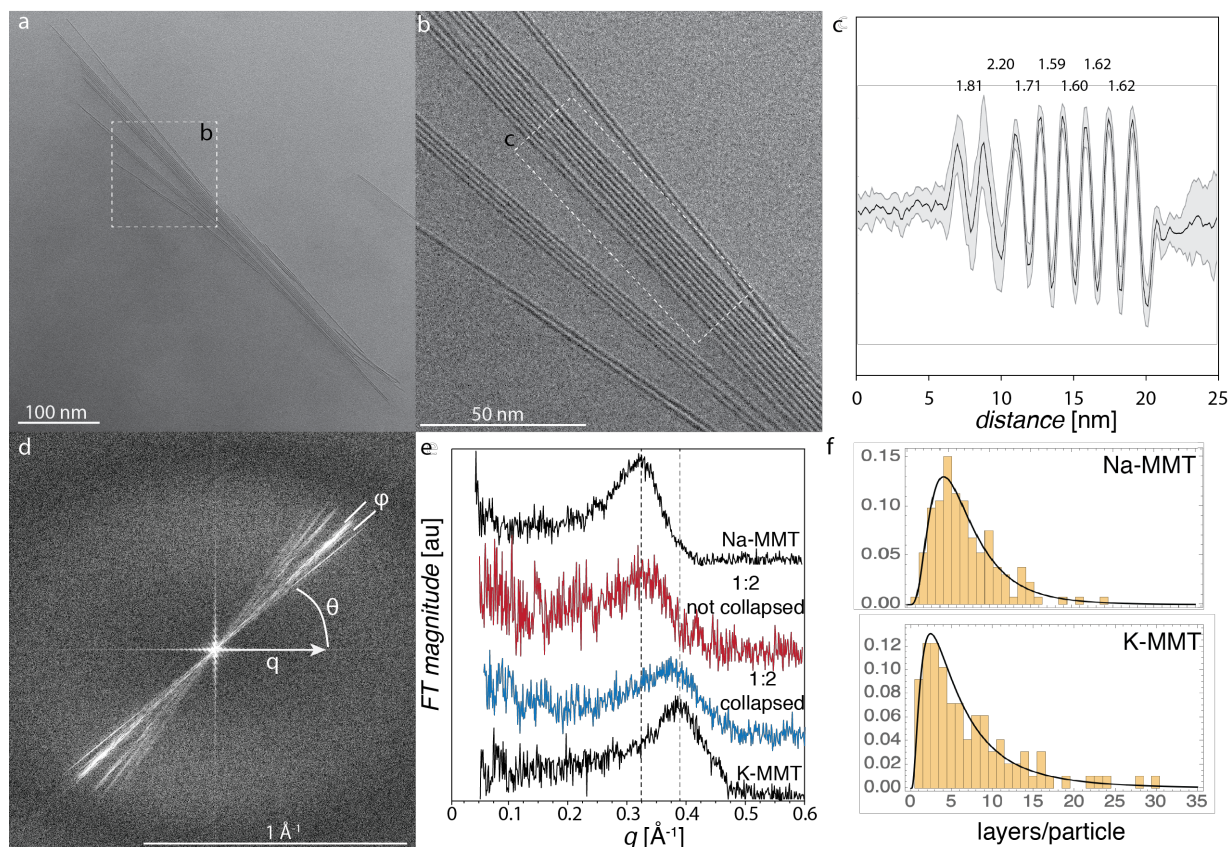 a
b
100 nm
b
c
50 nm
c
2.20 1.59 1.62
1.81 1.71 1.60 1.62
0 5 10 15 20 25
distance [nm]
d
φ
θ
q
1 Å⁻¹
e
FT magnitude [au]
Na-MMT
1:2
not collapsed
1:2
collapsed
K-MMT
0 0.1 0.2 0.3 0.4 0.5 0.6
q [Å⁻¹]
f
Na-MMT
0.15
0.10
0.05
0.00
K-MMT
0.12
0.10
0.08
0.06
0.04
0.02
0.00
0 5 10 15 20 25 30 35
layers/particle